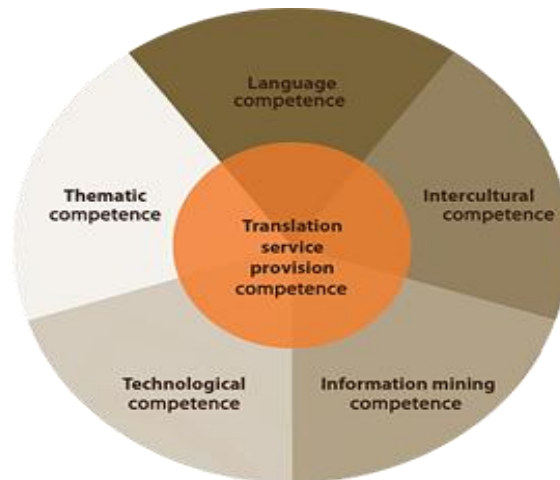 Language
competence
Thematic
competence
Intercultural
competence
Translation
service
provision
competence
Technological
competence
Information mining
competence